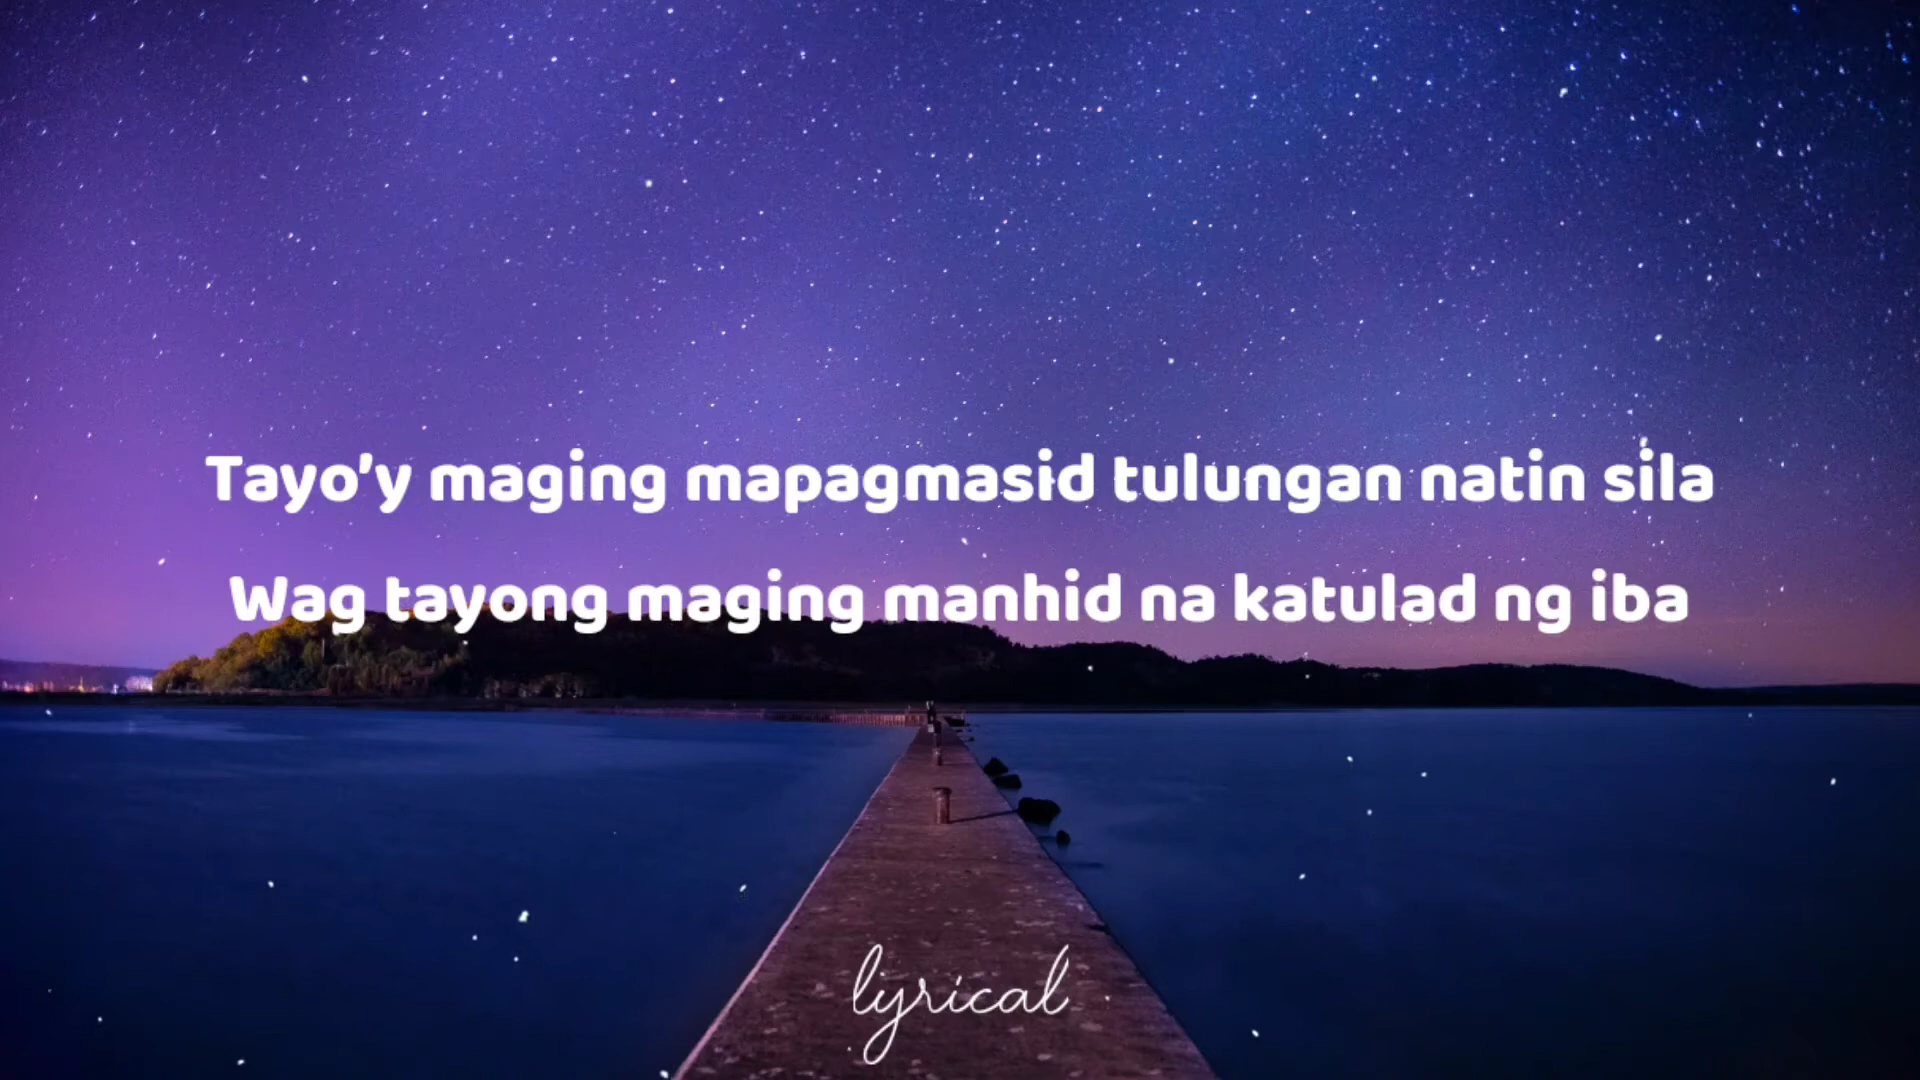 Tayo'y maging mapagmasid tulungan natin sila
Wag tayong maging manhid na katulad ng iba
lyrical